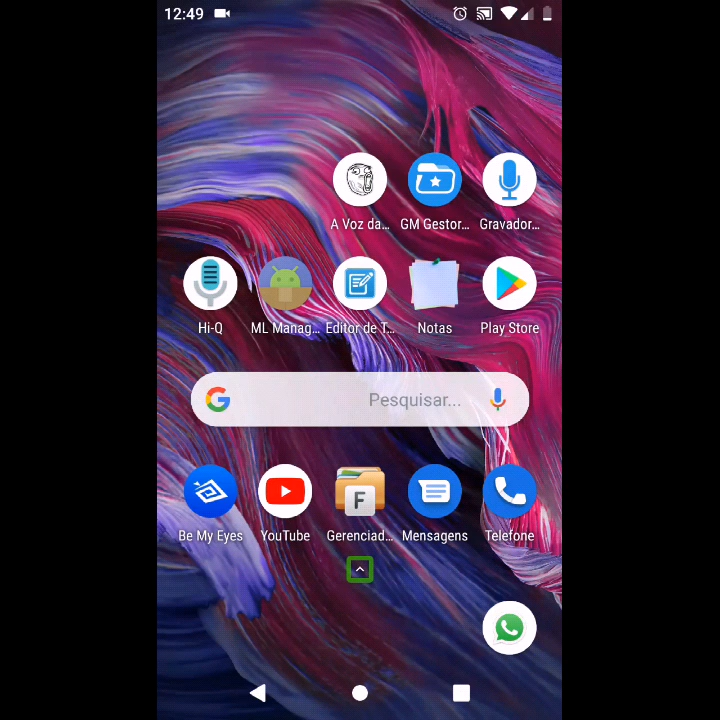 12:49
A Voz da...
GM Gestor...
Gravador...
Hi-Q
ML Manag...
Editor de T...
Notas
Play Store
G
Pesquisar...
F
Be My Eyes
YouTube
Gerenciad...
Mensagens
Telefone